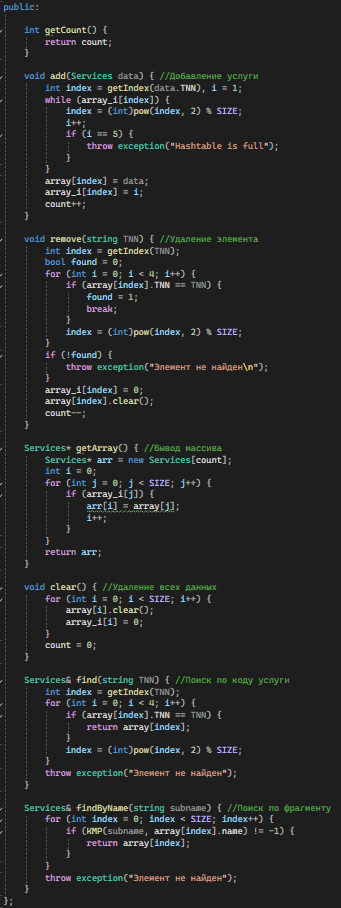 public:
int getCount() {
return count;
}
void add(Services data) { //Добавление услуги
int index = getIndex(data.TNN), i = 1;
while (array_i[index]) {
index = (int)pow(index, 2) % SIZE;
i++;
if (i == 5) {
throw exception("Hashtable is full");
}
}
array[index] = data;
array_i[index] = i;
count++;
}
void remove(string TNN) { //Удаление элемента
int index = getIndex(TNN);
bool found = 0;
for (int i = 0; i < 4; i++) {
if (array[index].TNN == TNN) {
found = 1;
break;
}
index = (int)pow(index, 2) % SIZE;
}
if (!found) {
throw exception("Элемент не найден\n");
}
array_i[index] = 0;
array[index].clear();
count--;
}
Services* getArray() { //Вывод массива
Services* arr = new Services[count];
int i = 0;
for (int j = 0; j < SIZE; j++) {
if (array_i[j]) {
arr[i] = array[j];
i++;
}
}
return arr;
}
void clear() { //Удаление всех данных
for (int i = 0; i < SIZE; i++) {
array[i].clear();
array_i[i] = 0;
}
count = 0;
}
Services& find(string TNN) { //Поиск по коду услуги
int index = getIndex(TNN);
for (int i = 0; i < 4; i++) {
if (array[index].TNN == TNN) {
return array[index];
}
index = (int)pow(index, 2) % SIZE;
}
throw exception("Элемент не найден");
}
Services& findByName(string subname) { //Поиск по фрагменту
for (int index = 0; index < SIZE; index++) {
if (KMP(subname, array[index].name) != -1) {
return array[index];
}
}
throw exception("Элемент не найден");
}
};